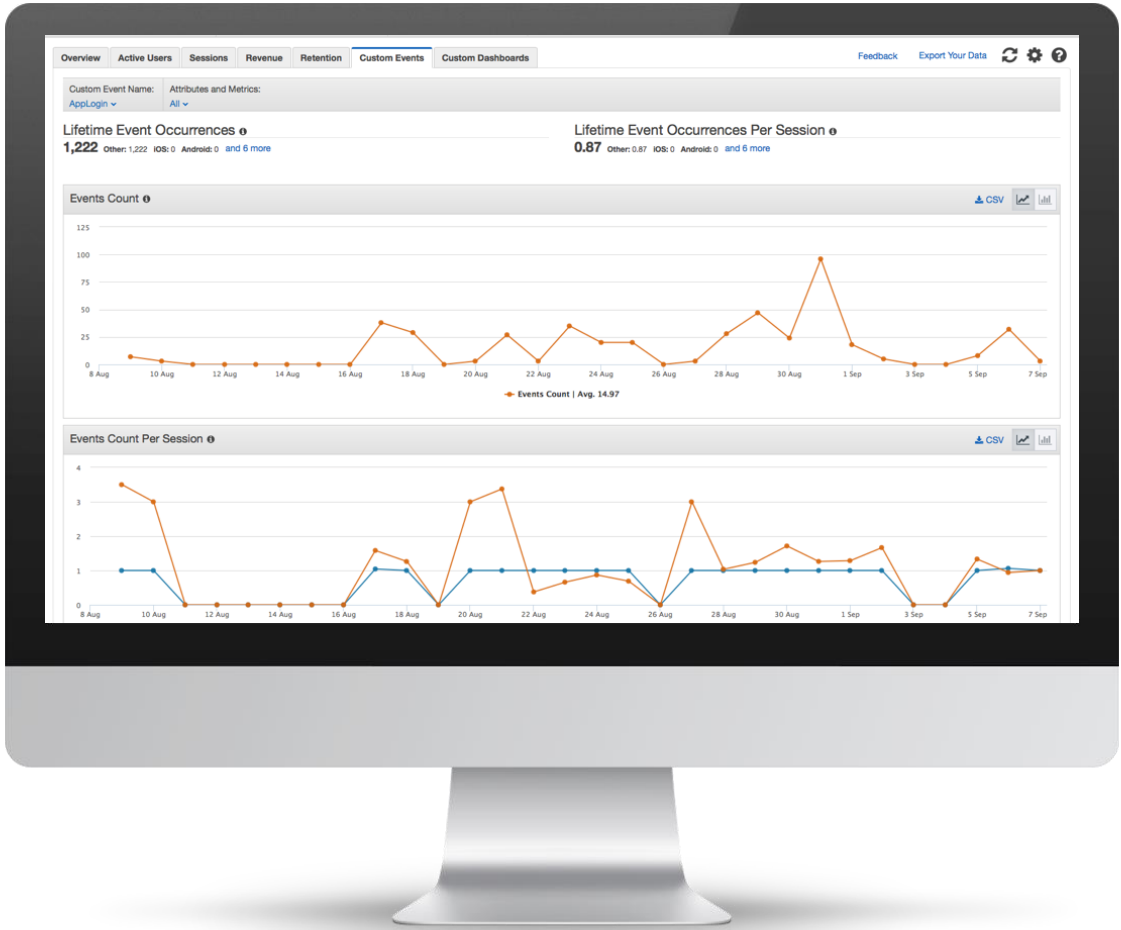 Overview Active Users Sessions Revenue Retention Custom Events Custom Dashboards Feedback Export Your Data
Custom Event Name: Attributes and Metrics:
AppLogin All
Lifetime Event Occurrences Lifetime Event Occurrences Per Session
1,222 Other: 1,222 iOS: 0 Android: 0 and 6 more 0.87 Other: 0.87 iOS: 0 Android: 0 and 6 more
Events Count CSV
125
100
75
50
25
0
8 Aug 10 Aug 12 Aug 14 Aug 16 Aug 18 Aug 20 Aug 22 Aug 24 Aug 26 Aug 28 Aug 30 Aug 1 Sep 3 Sep 5 Sep 7 Sep
Events Count | Avg. 14.97
Events Count Per Session CSV
4
3
2
1
0
8 Aug 10 Aug 12 Aug 14 Aug 16 Aug 18 Aug 20 Aug 22 Aug 24 Aug 26 Aug 28 Aug 30 Aug 1 Sep 3 Sep 5 Sep 7 Sep